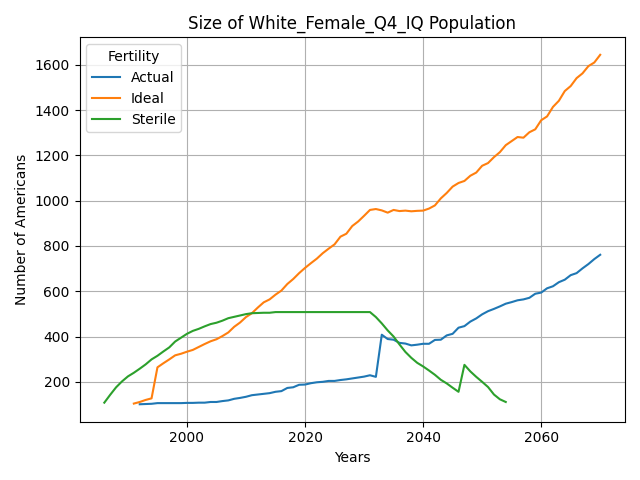 Size of White_Female_Q4_IQ Population
Fertility
Actual
Ideal
Sterile
Number of Americans
1600
1400
1200
1000
800
600
400
200
2000
2020
2040
2060
Years